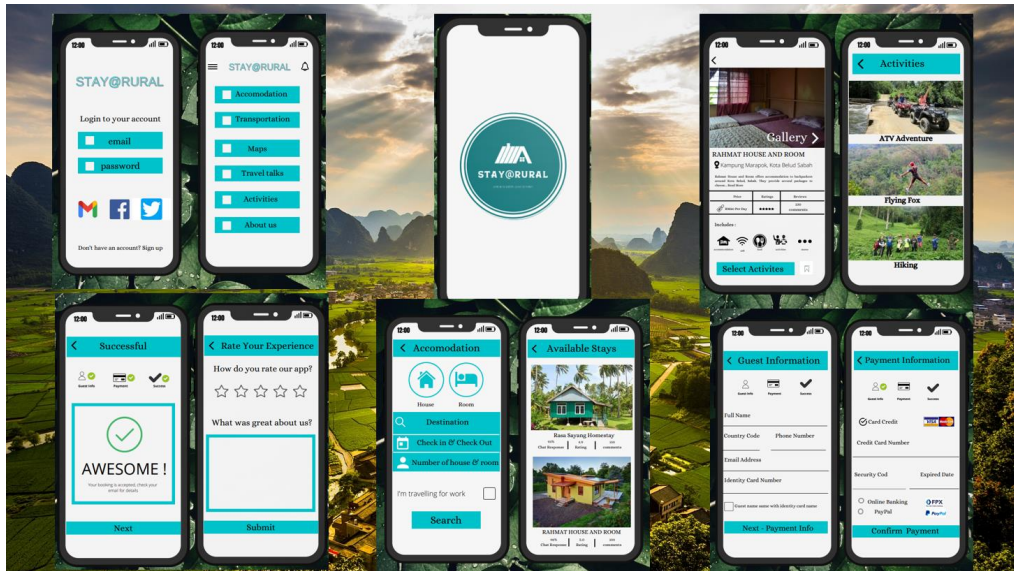 12:00
STAY@RURAL
Login to your account
email
password
Don't have an account? Sign up
12:00
STAY@RURAL
Accomodation
Transportation
Maps
Travel talks
Activities
About us
STAY@RURAL
12:00
Gallery >
RAHMAT HOUSE AND ROOM
Kampung Marapok, Kota Belud Sabah
Price Ratings Reviews
comments
Includes :
Select Activites
12:00
< Activities
ATV Adventure
Flying Fox
Hiking
12:00
< Successful
Guest Info Payment Success
AWESOME !
Your booking is accepted, check your
email for details
Next
12:00
< Rate Your Experience
How do you rate our app?
What was great about us?
Submit
12:00
< Accomodation
House Room
Destination
Check in & Check Out
Number of house & room
I'm travelling for work
Search
12:00
< Available Stays
Rasa Sayang Homestay
Chat Response Rating comments
RAHMAT HOUSE AND ROOM
Chat Response Rating comments
12:00
< Guest Information
Guest Info Payment Success
Full Name
Country Code Phone Number
Email Address
Identity Card Number
Guest name same with identity card name
Next - Payment Info
12:00
< Payment Information
Guest Info Payment Success
Card Credit VISA
Credit Card Number
Security Cod Expired Date
Online Banking FPX
PayPal PayPal
Confirm Payment